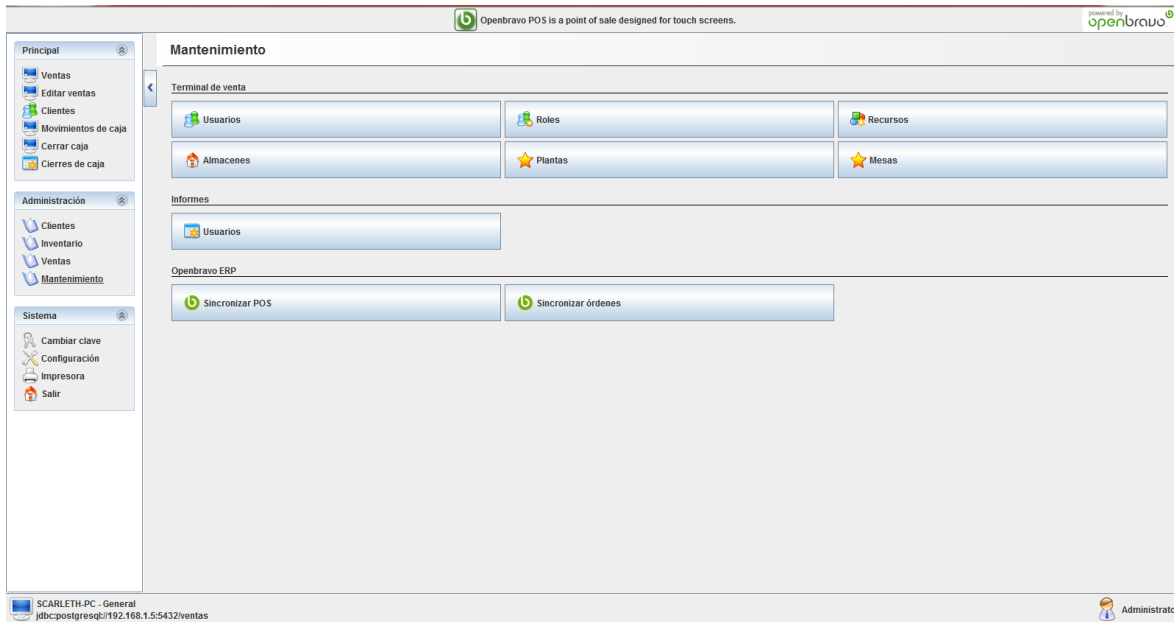 Openbravo POS is a point of sale designed for touch screens.
powered by
openbravo
Principal
Ventas
Editar ventas
Clientes
Movimientos de caja
Cerrar caja
Cierres de caja
Administración
Clientes
Inventario
Ventas
Mantenimiento
Sistema
Cambiar clave
Configuración
Impresora
Salir
Mantenimiento
Terminal de venta
Usuarios
Roles
Recursos
Almacenes
Plantas
Mesas
Informes
Usuarios
Openbravo ERP
Sincronizar POS
Sincronizar órdenes
SCARLETH-PC - General
jdbc:postgresql://192.168.1.5:5432/ventas
Administrato